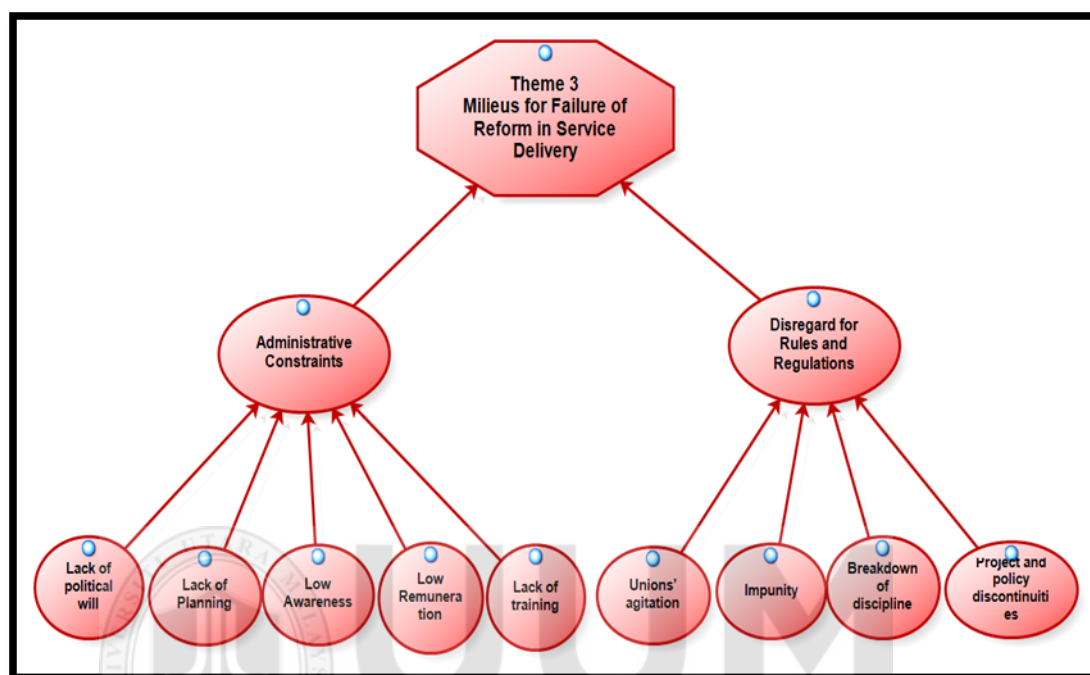 Theme 3
Milieus for Failure of
Reform in Service
Delivery
Administrative
Constraints
Disregard for
Rules and
Regulations
Lack of
political
will
Lack of
Planning
Low
Awareness
Low
Remunera
tion
Lack of
training
Unions'
agitation
Impunity
Breakdown
of
discipline
Project and
policy
discontinuiti
es
UUM